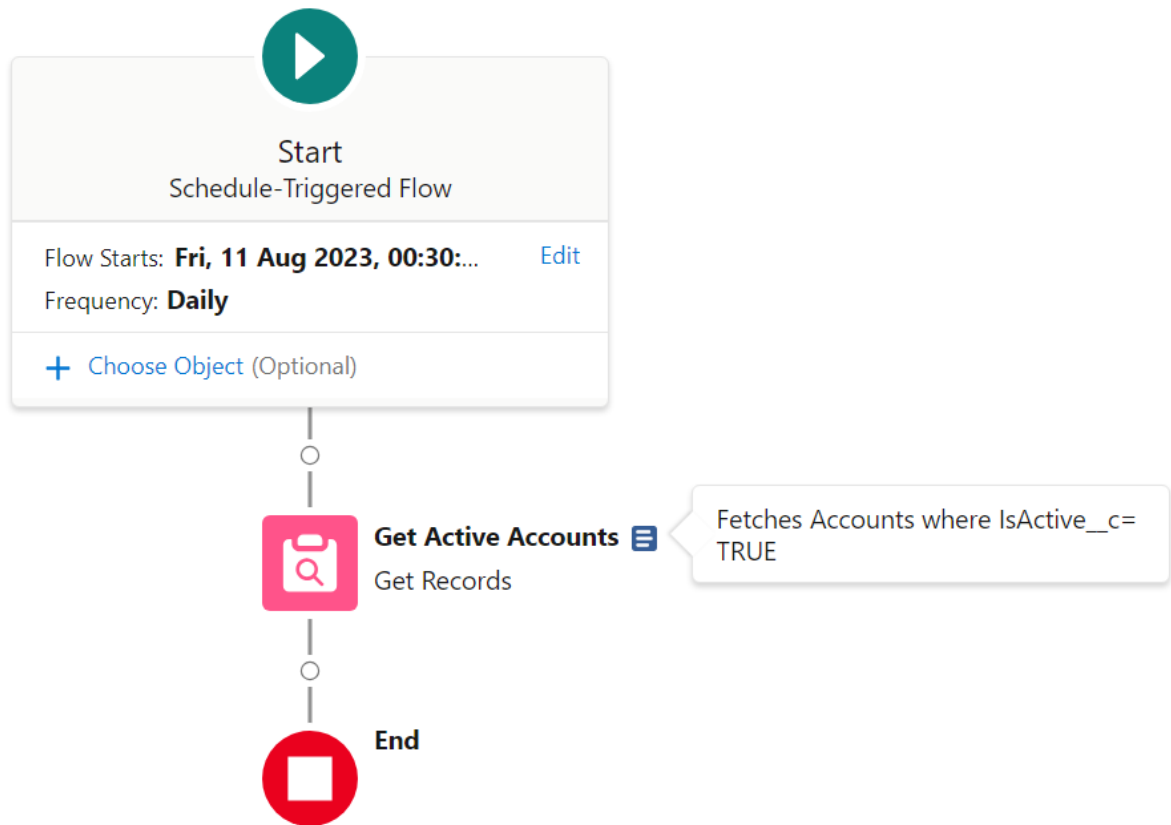 Start
Schedule-Triggered Flow
Flow Starts: Fri, 11 Aug 2023, 00:30:...
Edit
Frequency: Daily
+ Choose Object (Optional)
Get Active Accounts
Get Records
Fetches Accounts where IsActive__c=
TRUE
End